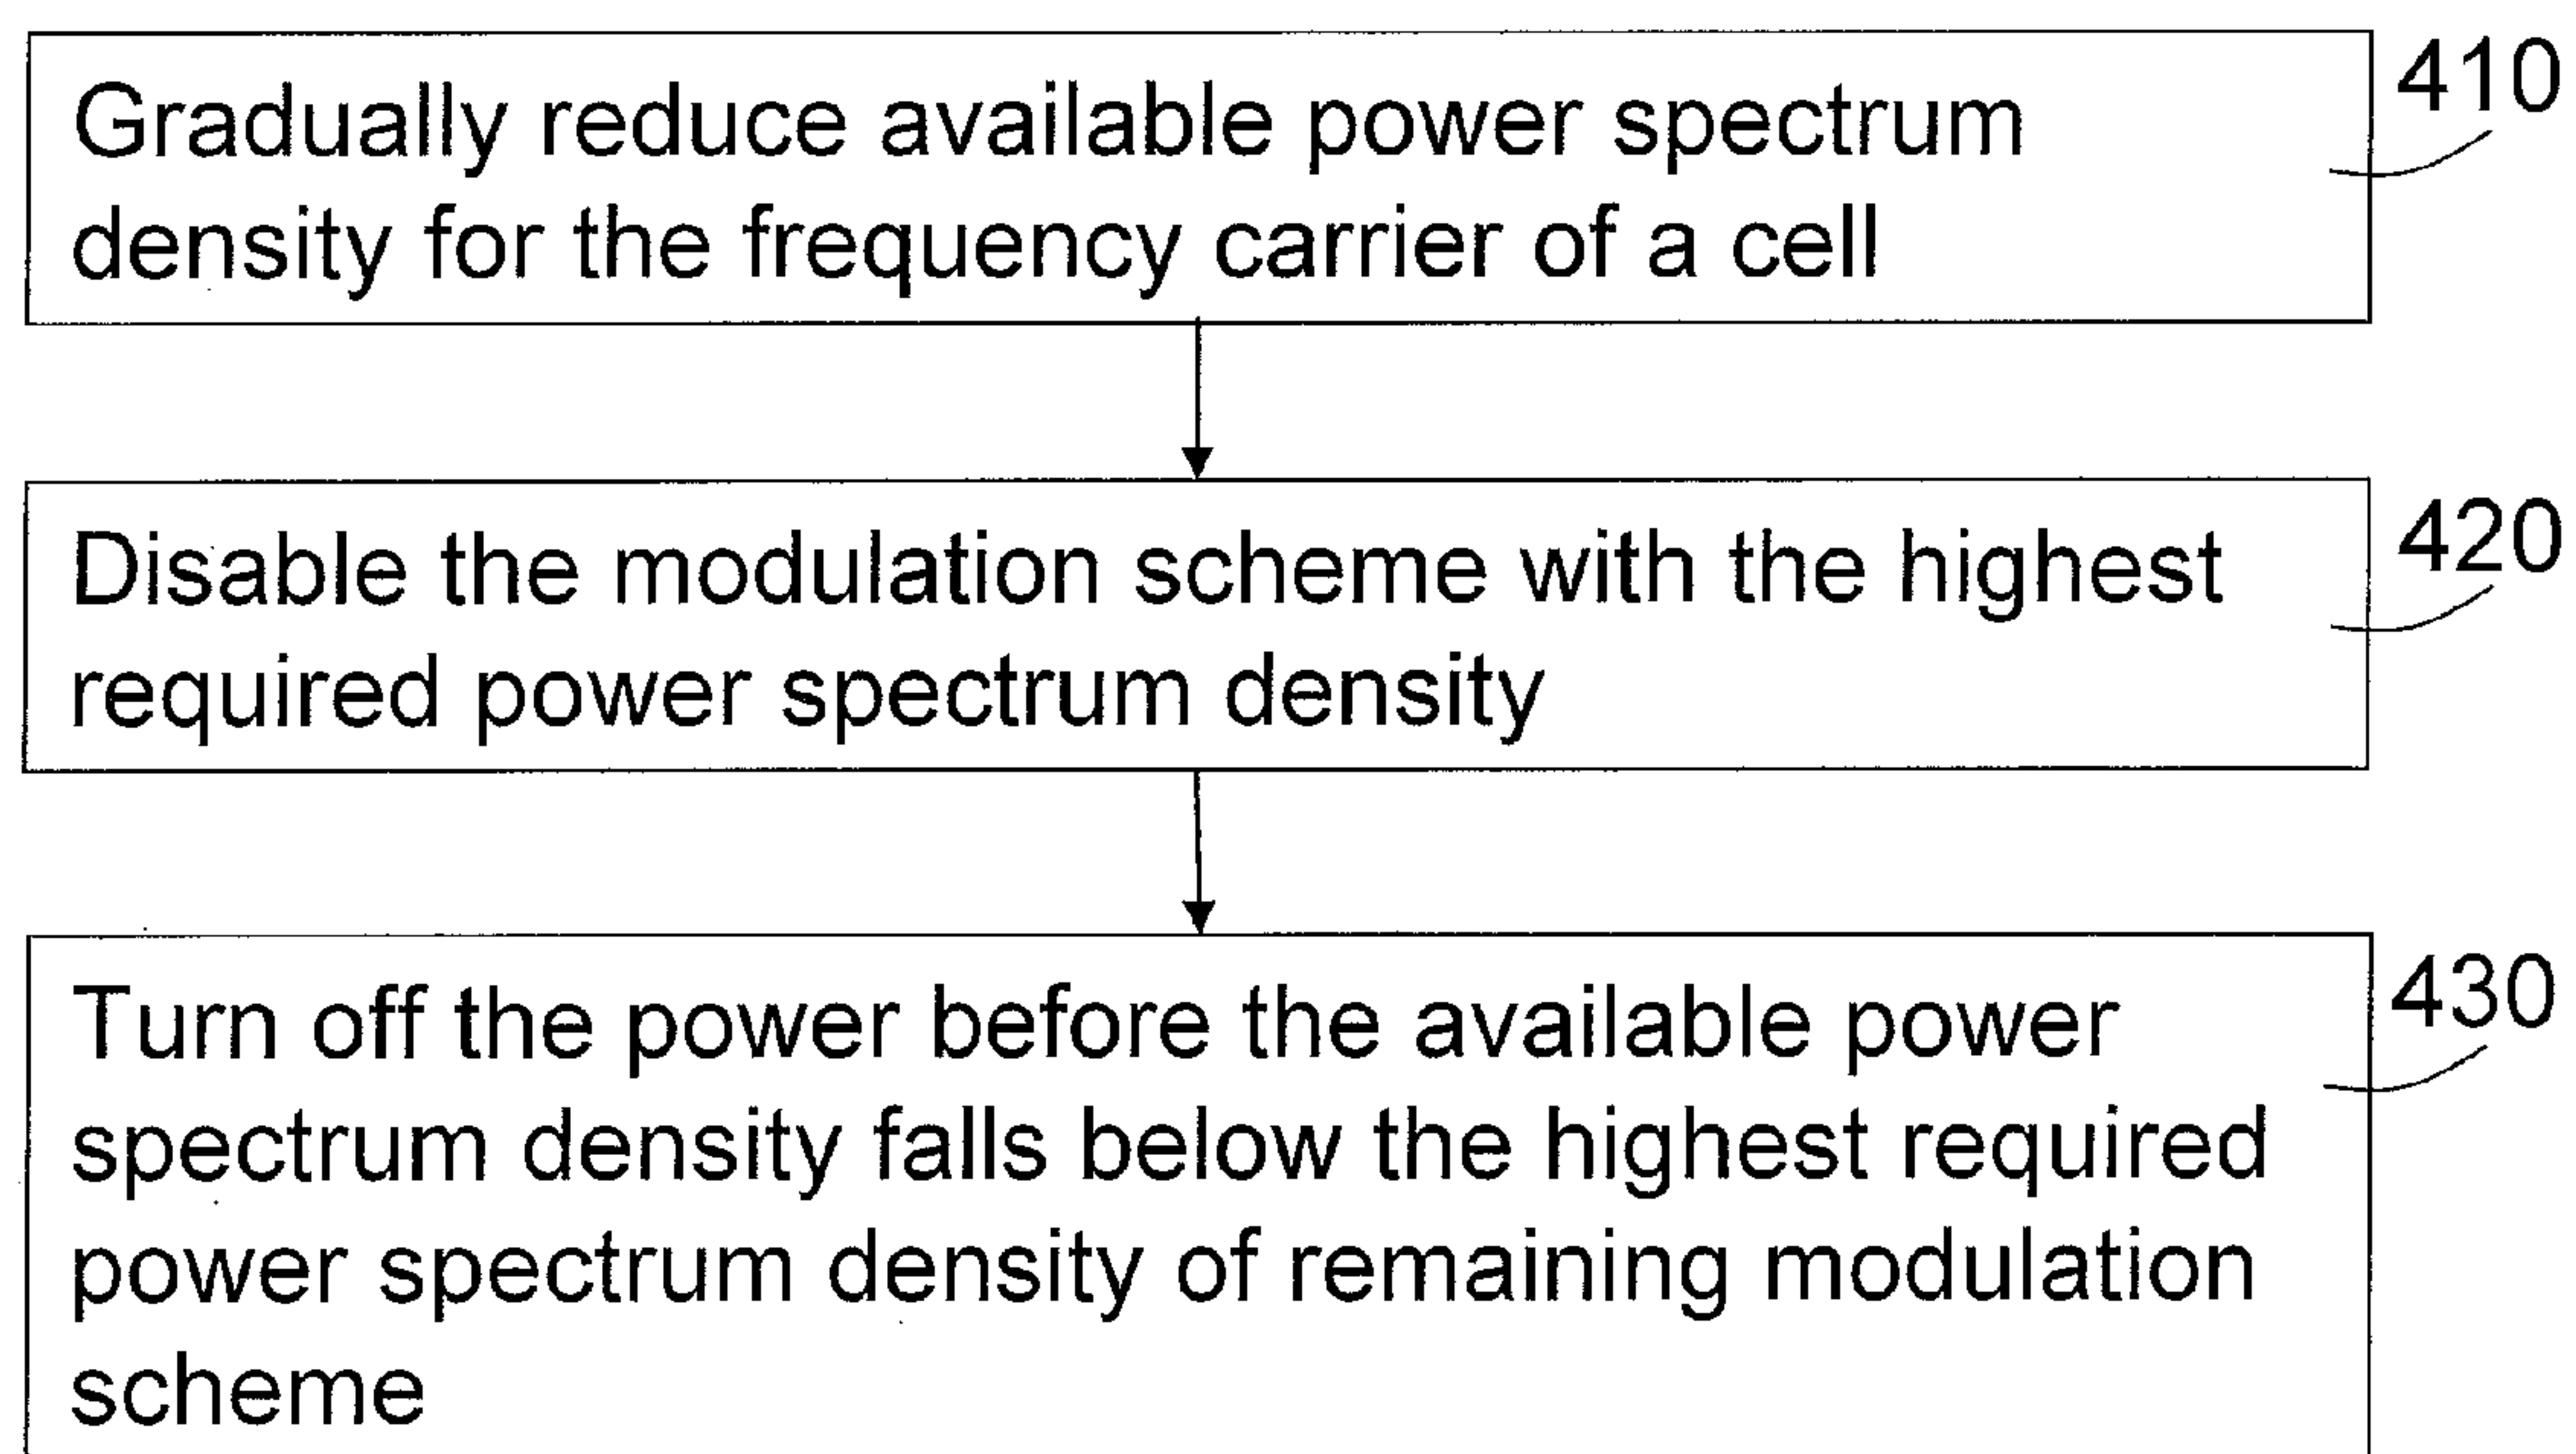 Gradually reduce available power spectrum
density for the frequency carrier of a cell
410
Disable the modulation scheme with the highest
required power spectrum density
420
Turn off the power before the available power
spectrum density falls below the highest required
power spectrum density of remaining modulation
scheme
430